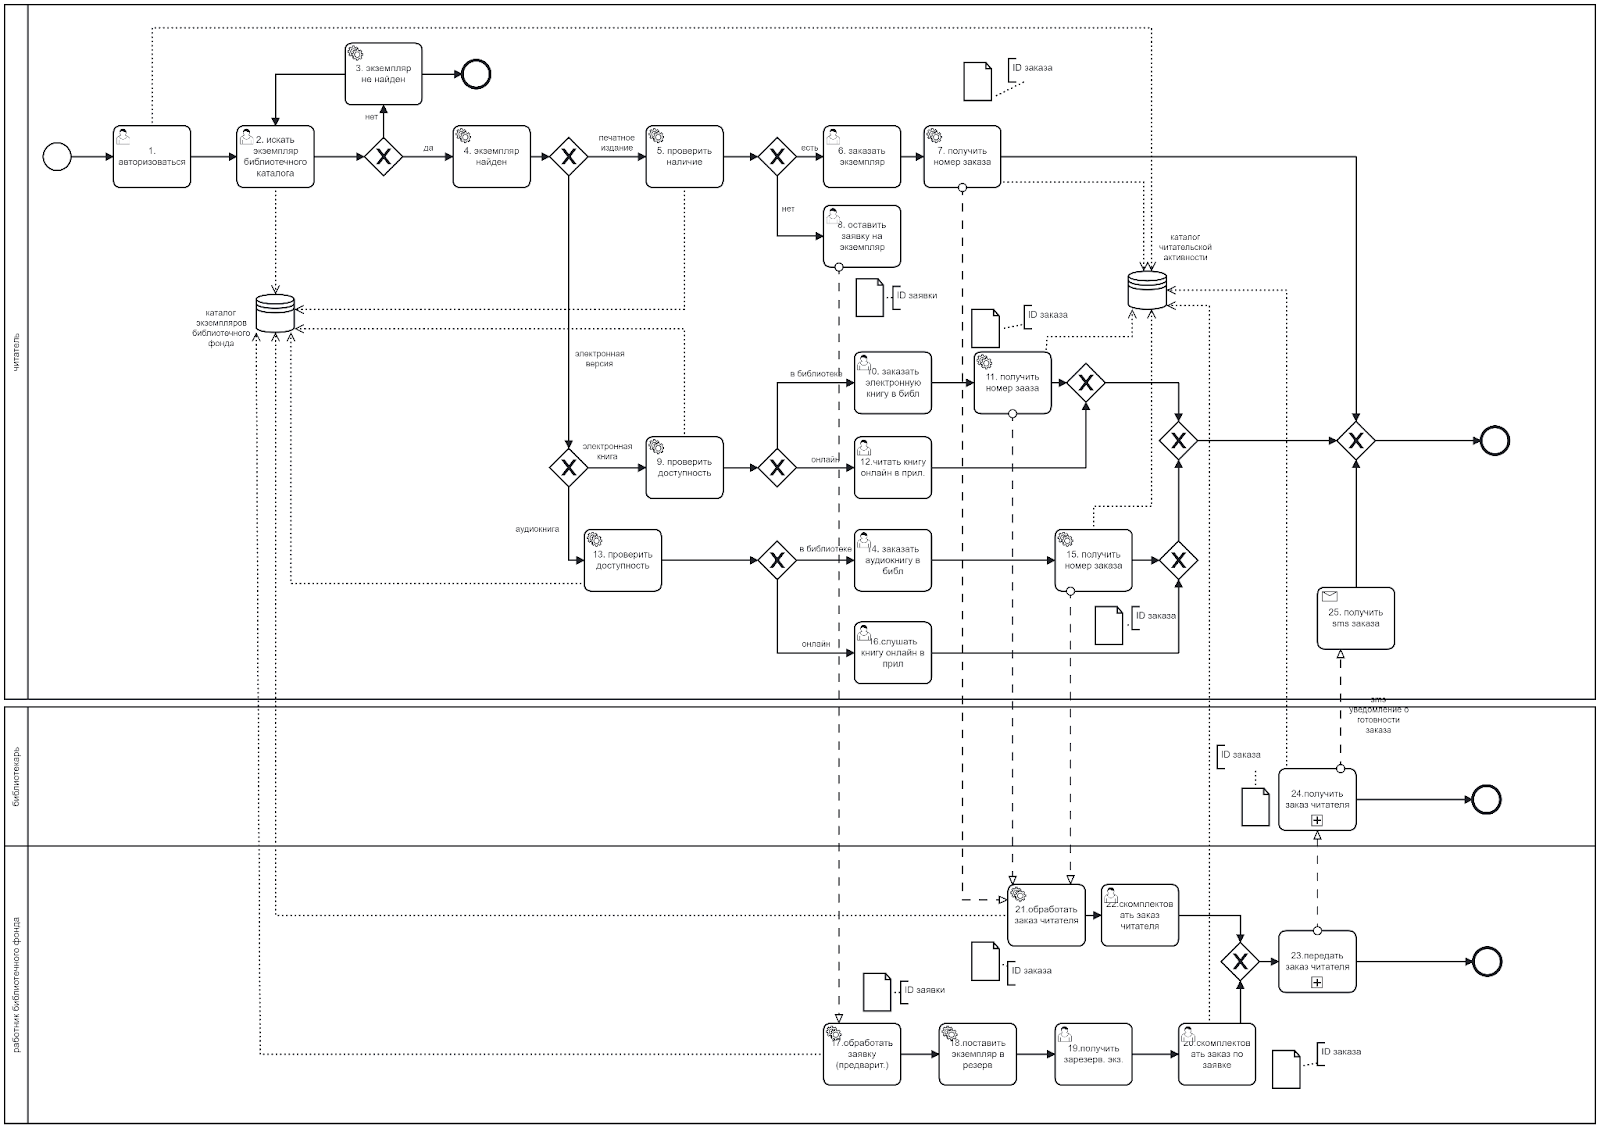 ID заказа
3. экземпляр
не найден
нет
1.
авторизоваться
2. искать
экземпляр
библиотечного
каталога
да
4. экземпляр
найден
печатное
издание
5. проверить
наличие
есть
6. заказать
экземпляр
7. получить
номер заказа
нет
8. оставить
заявку на
экземпляр
каталог
читательской
активности
ID заявки
ID заказа
каталог
экземпляров
библиотечного
фонда
читатель
электронная
версия
в библиотеке
10. заказать
электронную
книгу в библ
11. получить
номер зааза
электронная
книга
9. проверить
доступность
онлайн
12.читать книгу
онлайн в прил.
аудиокнига
13. проверить
доступность
в библиотеке
14. заказать
аудиокнигу в
библ
15. получить
номер заказа
ID заказа
25. получить
sms заказа
онлайн
16.слушать
книгу онлайн в
прил
sms
уведомление о
готовности
заказа
библиотекарь
ID заказа
24.получить
заказ читателя
работник библиотечного фонда
21.обработать
заказ читателя
22.скомплектов
ать заказ
читателя
23.передать
заказ читателя
ID заказа
ID заявки
17.обработать
заявку
(предварит.)
18.поставить
экземпляр в
резерв
19.получить
зарезерв. экз.
20.скомплектов
ать заказ по
заявке
ID заказа